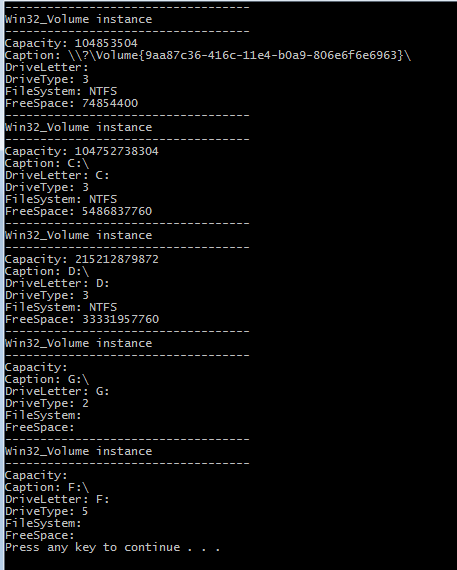 -----------------------------------
Win32_Volume instance
-----------------------------------
Capacity: 104853504
Caption: \\?\Volume{9aa87c36-416c-11e4-b0a9-806e6f6e6963}\
DriveLetter:
DriveType: 3
FileSystem: NTFS
FreeSpace: 74854400
-----------------------------------
Win32_Volume instance
-----------------------------------
Capacity: 104752738304
Caption: C:\
DriveLetter: C:
DriveType: 3
FileSystem: NTFS
FreeSpace: 5486837760
-----------------------------------
Win32_Volume instance
-----------------------------------
Capacity: 215212879872
Caption: D:\
DriveLetter: D:
DriveType: 3
FileSystem: NTFS
FreeSpace: 33331957760
-----------------------------------
Win32_Volume instance
-----------------------------------
Capacity:
Caption: G:\
DriveLetter: G:
DriveType: 2
FileSystem:
FreeSpace:
-----------------------------------
Win32_Volume instance
-----------------------------------
Capacity:
Caption: F:\
DriveLetter: F:
DriveType: 5
FileSystem:
FreeSpace:
Press any key to continue . . .